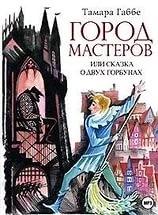 Тамара Габбе
ГОРОД
МАСТЕРОВ
ИЛИ СКАЗКА
О ДВУХ ГОРБУНАХ
MP3